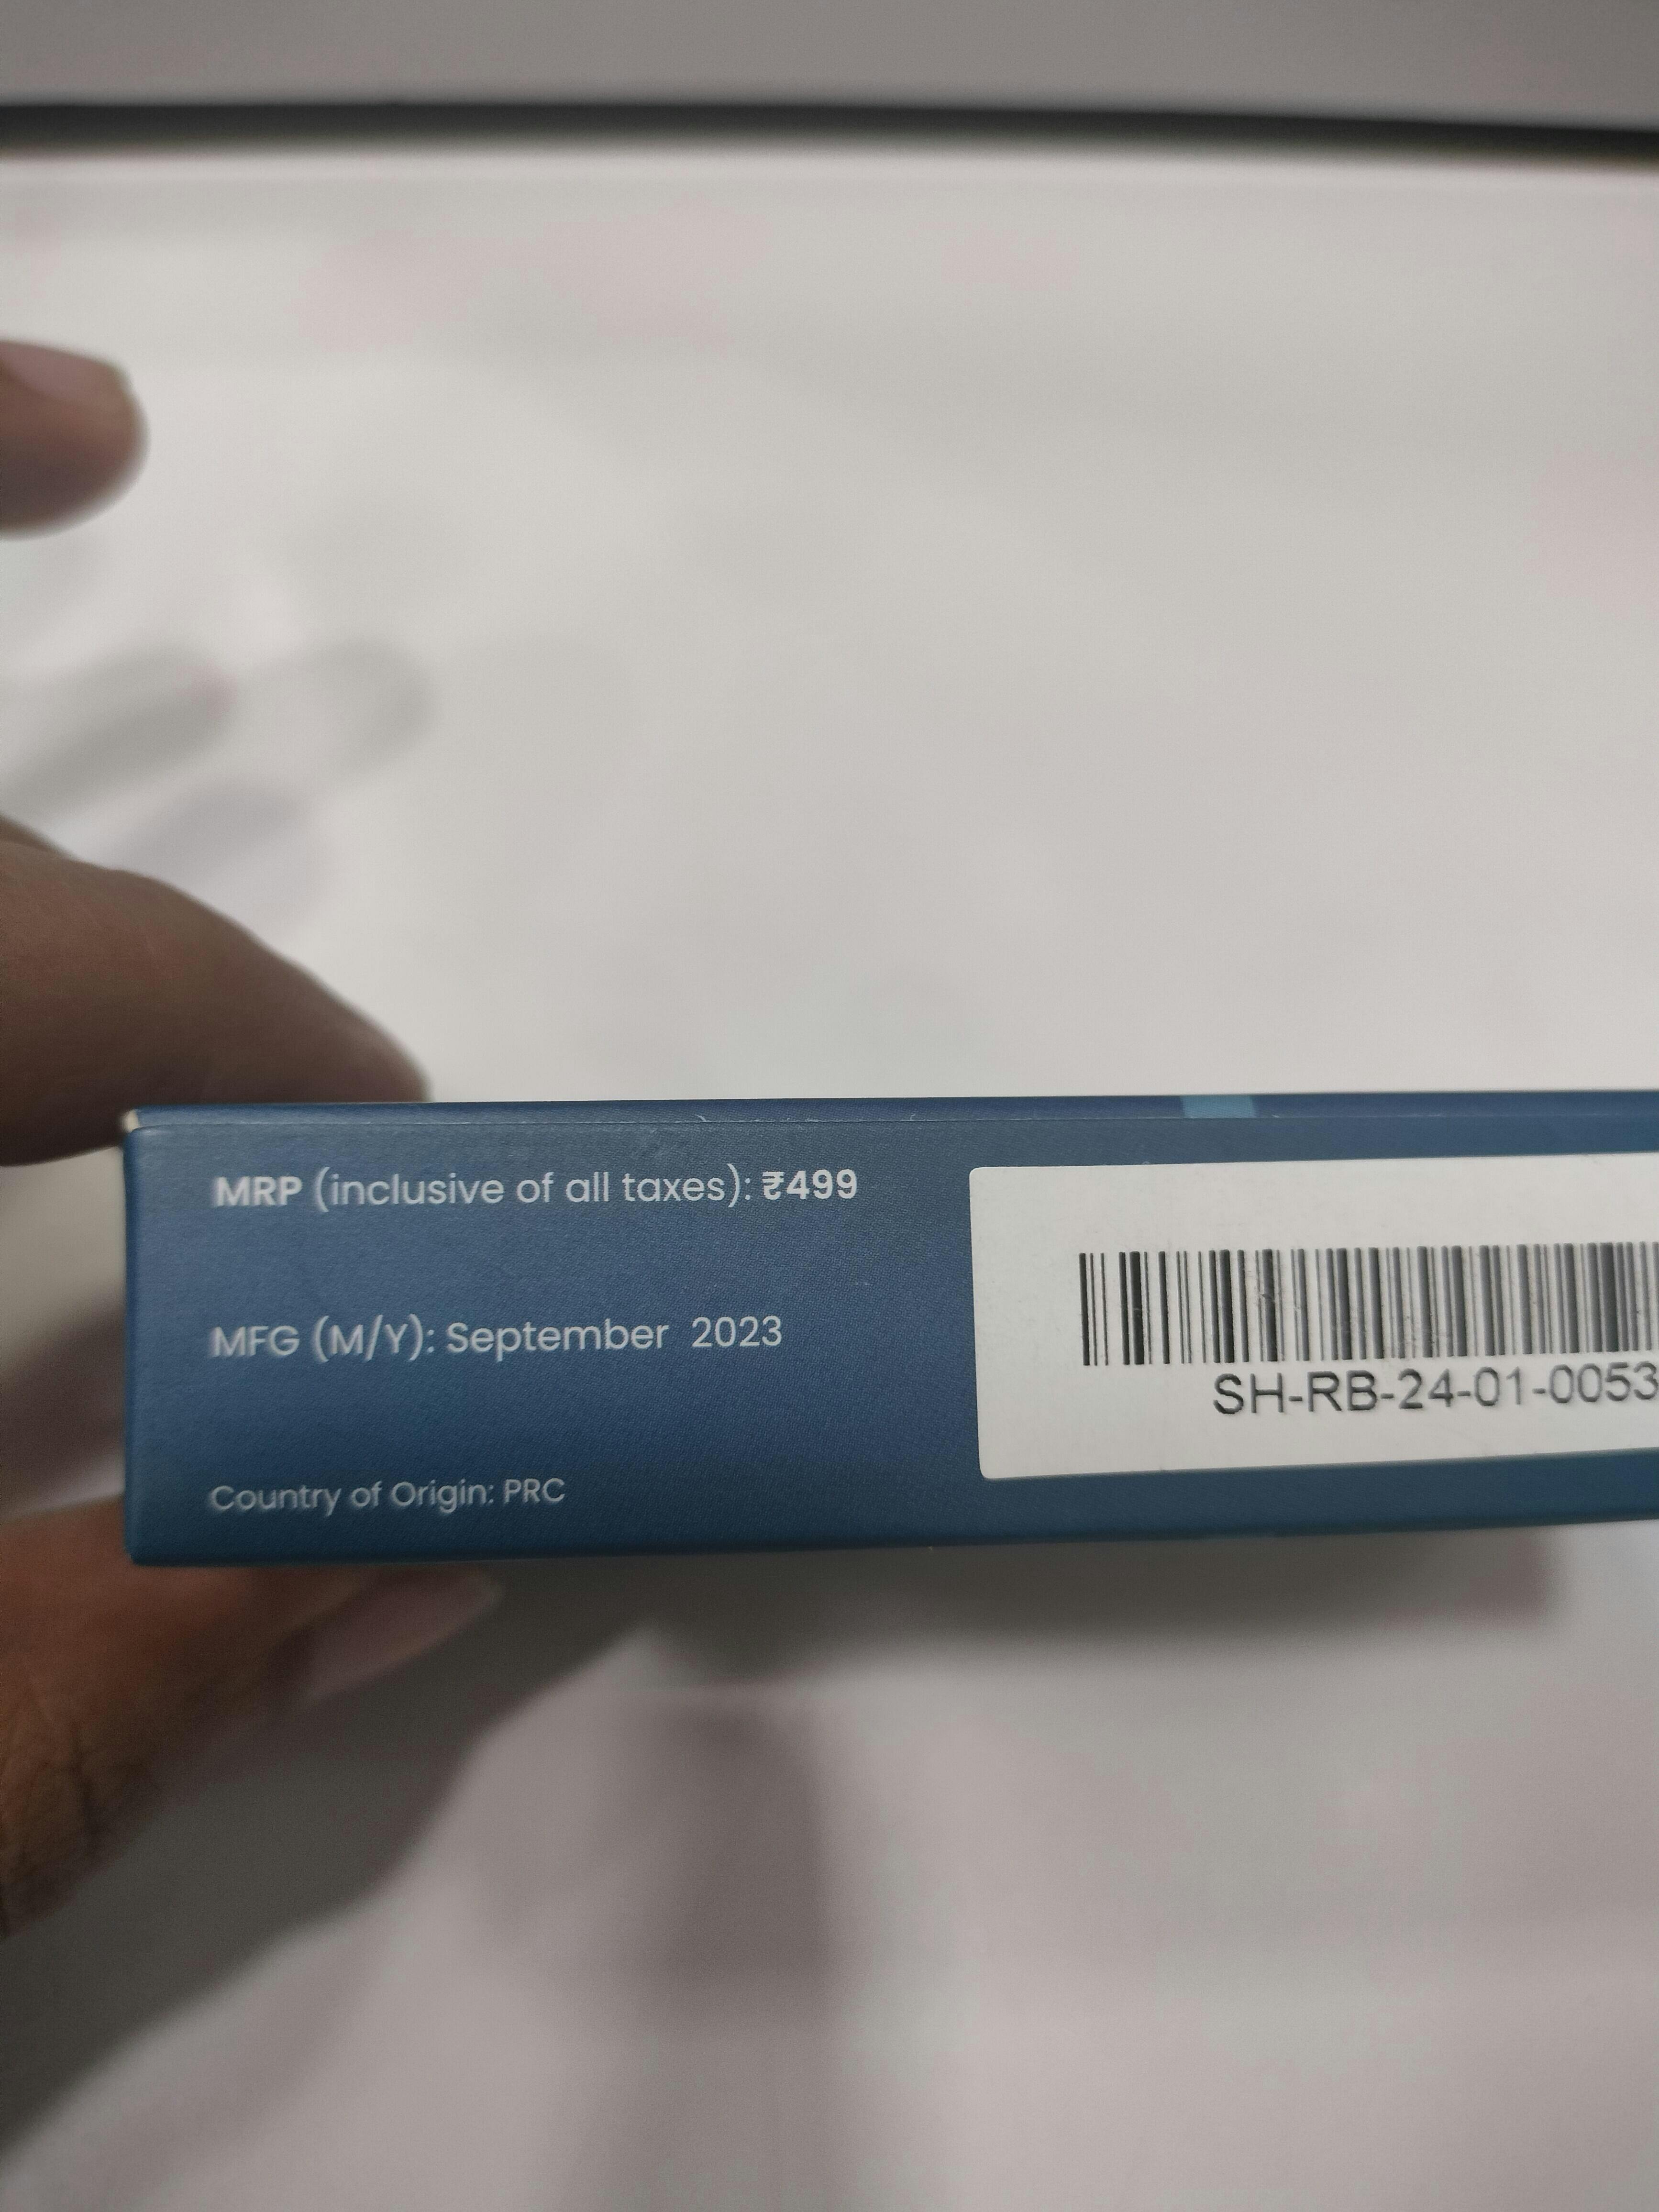 MRP (inclusive of all taxes): ₹499
MFG (M/Y): September 2023
Country of Origin: PRC
SH-RB-24-01-0053